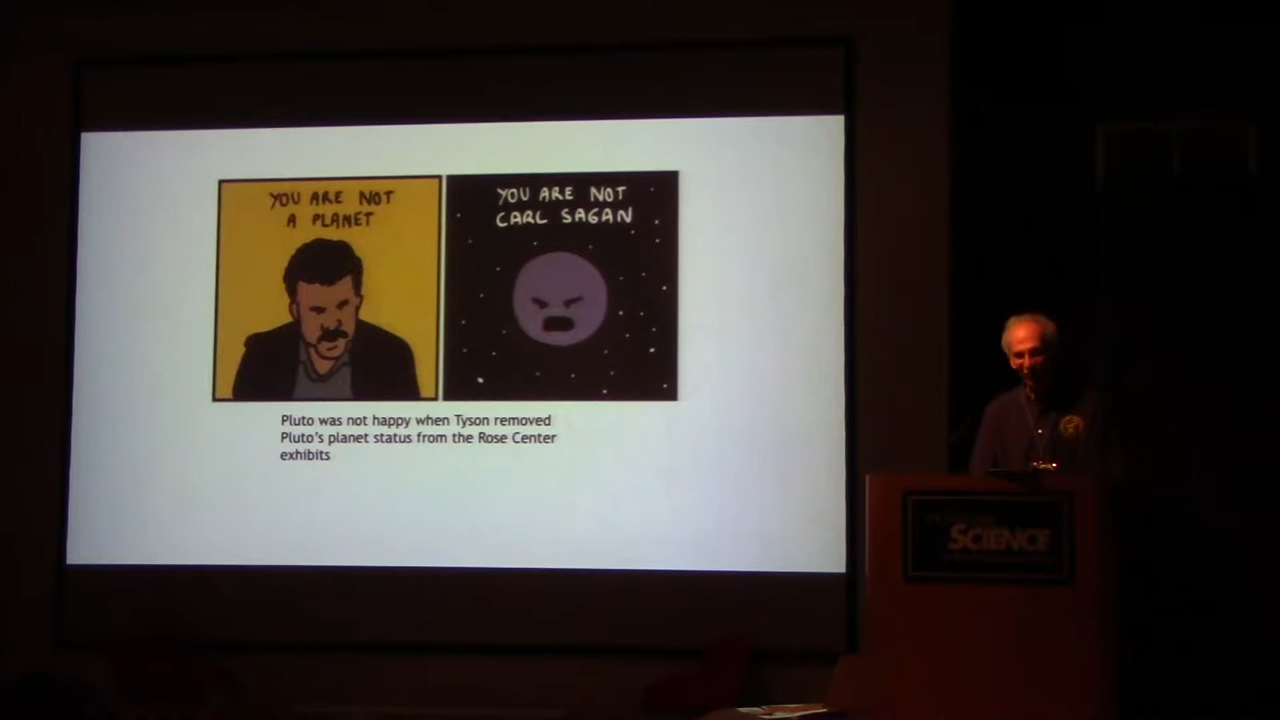 YOU ARE NOT
A PLANET
YOU ARE NOT
CARL SAGAN
Pluto was not happy when Tyson removed
Pluto's planet status from the Rose Center
exhibits
SCIENCE